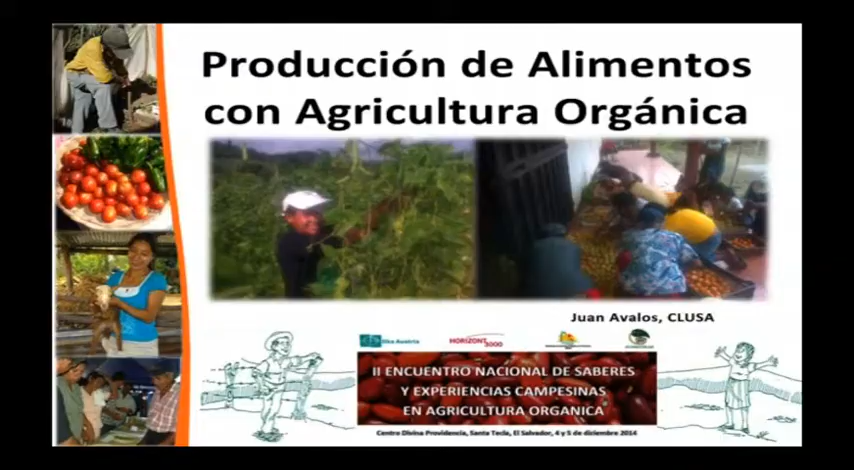 Producción de Alimentos
con Agricultura Orgánica
Juan Avalos, CLUSA
HORIZONT3000
II ENCUENTRO NACIONAL DE SABERES
Y EXPERIENCIAS CAMPESINAS
EN AGRICULTURA ORGANICA
Centro Divina Providencia, Santa Tecla, El Salvador, 4 y 5 de diciembre 2014